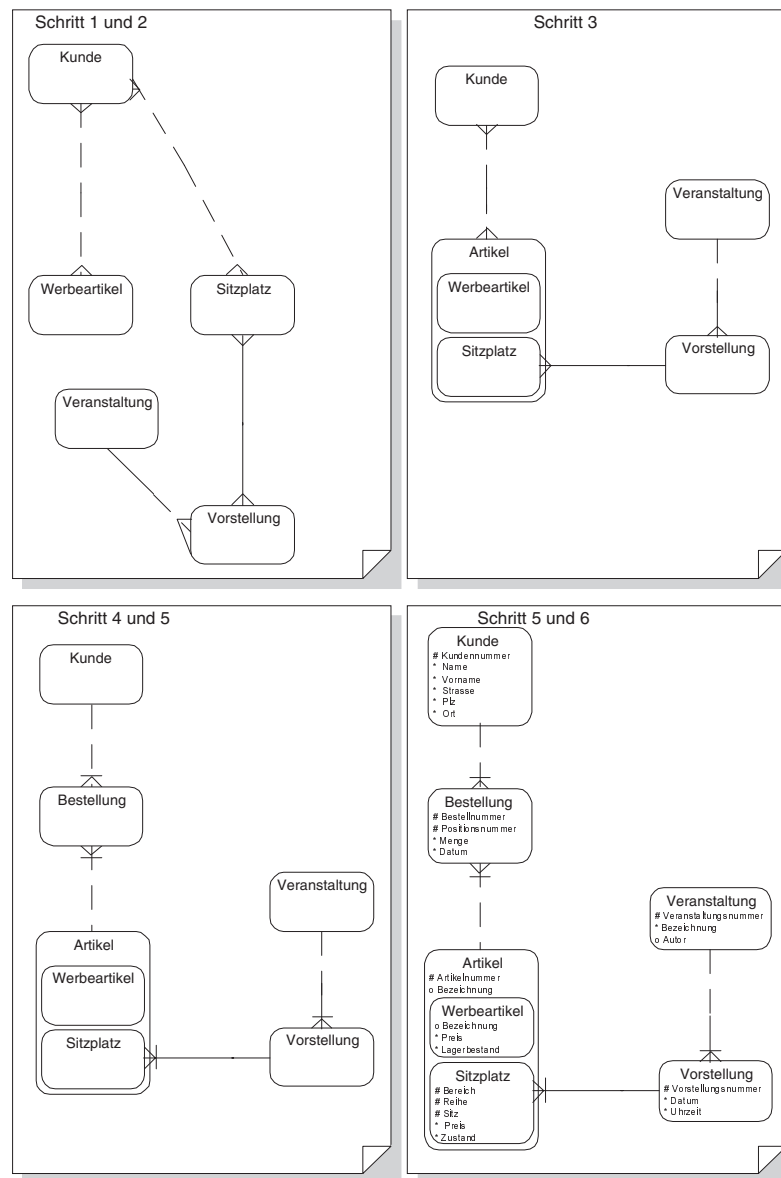 Schritt 1 und 2
Kunde
Werbeartikel
Sitzplatz
Veranstaltung
Vorstellung
Schritt 3
Kunde
Veranstaltung
Artikel
Werbeartikel
Sitzplatz
Vorstellung
Schritt 4 und 5
Kunde
Bestellung
Veranstaltung
Artikel
Werbeartikel
Sitzplatz
Vorstellung
Schritt 5 und 6
Kunde
# Kundennummer
* Name
* Vorname
* Strasse
* Plz
* Ort
Bestellung
# Bestellnummer
# Positionsnummer
* Menge
* Datum
Veranstaltung
# Veranstaltungsnummer
* Bezeichnung
o Autor
Artikel
# Artikelnummer
o Bezeichnung
Werbeartikel
o Bezeichnung
* Preis
* Lagerbestand
Sitzplatz
# Bereich
# Reihe
# Sitz
* Preis
* Zustand
Vorstellung
# Vorstellungsnummer
* Datum
* Uhrzeit